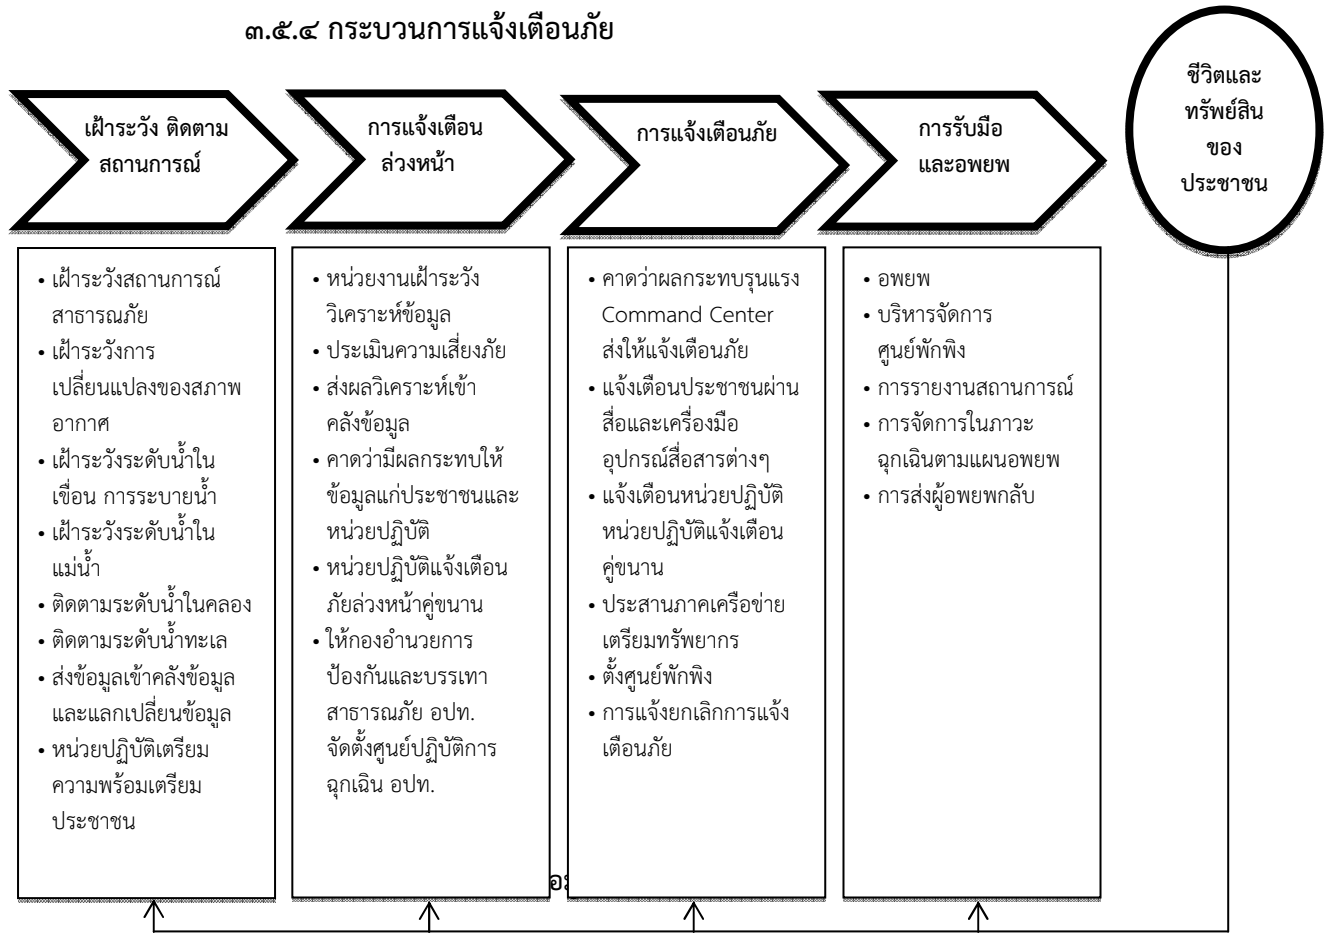 ๓.๕.๔ กระบวนการแจ้งเตือนภัย
เฝ้าระวัง ติดตาม
สถานการณ์
การแจ้งเตือน
ล่วงหน้า
การแจ้งเตือนภัย
การรับมือ
และอพยพ
ชีวิตและ
ทรัพย์สิน
ของ
ประชาชน
• เฝ้าระวังสถานการณ์
สาธารณภัย
• เฝ้าระวังการ
เปลี่ยนแปลงของสภาพ
อากาศ
• เฝ้าระวังระดับน้ำใน
เขื่อน การระบายน้ำ
• เฝ้าระวังระดับน้ำใน
แม่น้ำ
• ติดตามระดับน้ำในคลอง
• ติดตามระดับน้ำทะเล
• ส่งข้อมูลเข้าคลังข้อมูล
และแลกเปลี่ยนข้อมูล
• หน่วยปฏิบัติเตรียม
ความพร้อมเตรียม
ประชาชน
• หน่วยงานเฝ้าระวัง
วิเคราะห์ข้อมูล
• ประเมินความเสี่ยงภัย
• ส่งผลวิเคราะห์เข้า
คลังข้อมูล
• คาดว่ามีผลกระทบให้
ข้อมูลแก่ประชาชนและ
หน่วยปฏิบัติ
• หน่วยปฏิบัติแจ้งเตือน
ภัยล่วงหน้าคู่ขนาน
• ให้กองอำนวยการ
ป้องกันและบรรเทา
สาธารณภัย อปท.
จัดตั้งศูนย์ปฏิบัติการ
ฉุกเฉิน อปท.
• คาดว่าผลกระทบรุนแรง
Command Center
ส่งให้แจ้งเตือนภัย
• แจ้งเตือนประชาชนผ่าน
สื่อและเครื่องมือ
อุปกรณ์สื่อสารต่างๆ
• แจ้งเตือนหน่วยปฏิบัติ
หน่วยปฏิบัติแจ้งเตือน
คู่ขนาน
• ประสานภาคเครือข่าย
เตรียมทรัพยากร
• ตั้งศูนย์พักพิง
• การแจ้งยกเลิกการแจ้ง
เตือนภัย
• อพยพ
• บริหารจัดการ
ศูนย์พักพิง
• การรายงานสถานการณ์
• การจัดการในภาวะ
ฉุกเฉินตามแผนอพยพ
• การส่งผู้อพยพกลับ